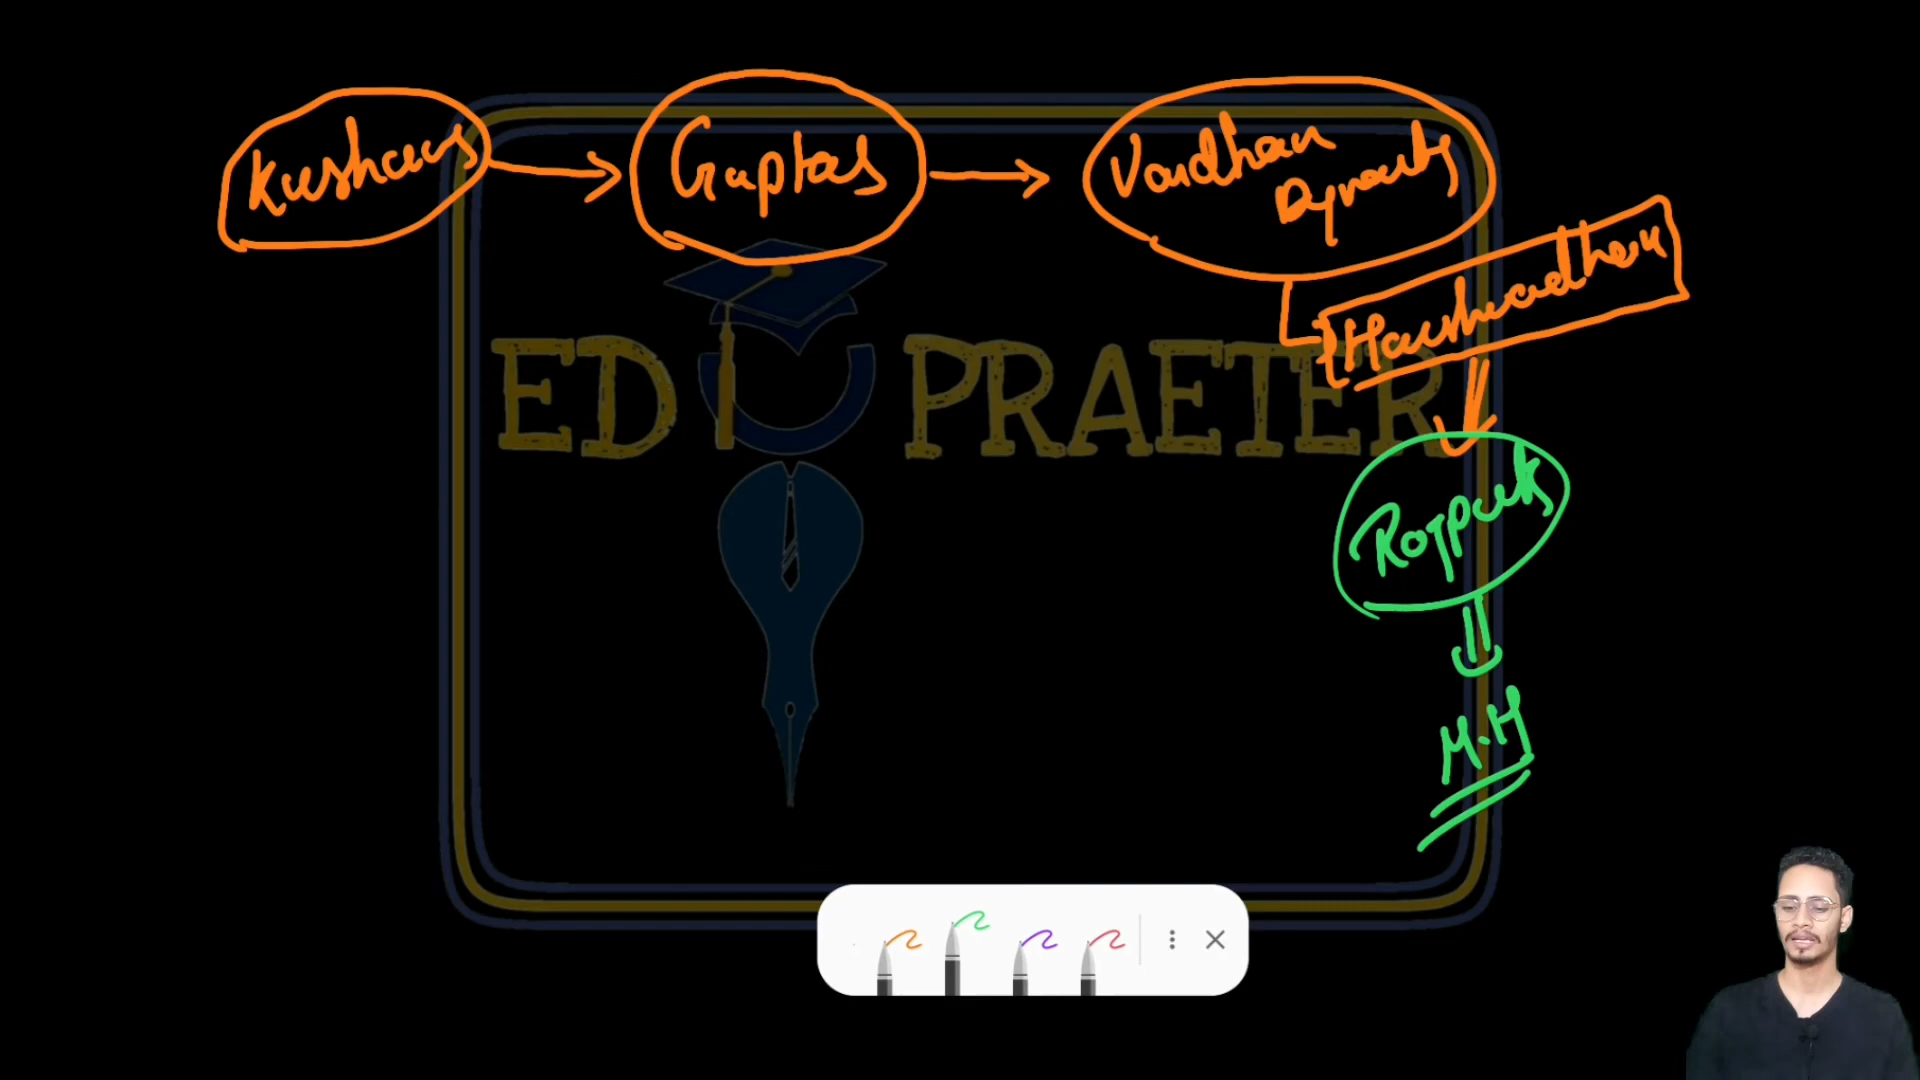 Kushans
Guptas
Vardhan
Dynasty
Harshvardhan
EDUPRAETER
Rajputs
M.H